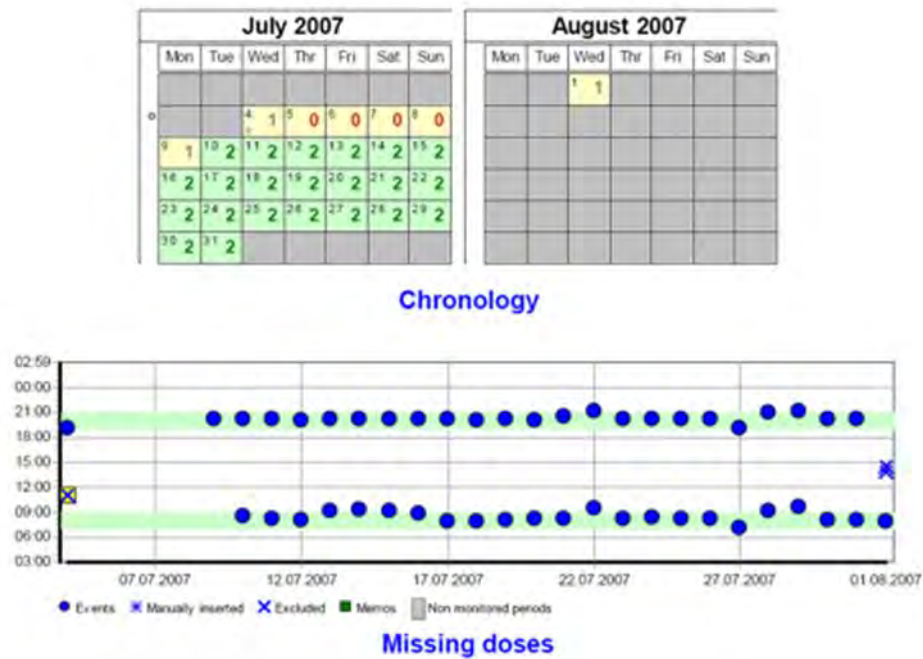 July 2007 August 2007
Mon Tue Wed Thr Fri Sat Sun Mon Tue Wed Thr Fri Sat Sun
1 1
4 1 5 0 6 0 7 0 8 0
9 1 10 2 11 2 12 2 13 2 14 2 15 2
16 2 17 2 18 2 19 2 20 2 21 2 22 2
23 2 24 2 25 2 26 2 27 2 28 2 29 2
30 2 31 2
Chronology
02:59
00:00
21:00
18:00
15:00
12:00
09:00
06:00
03:00
07.07.2007 12.07.2007 17.07.2007 22.07.2007 27.07.2007 01.08.2007
Events Manually inserted Excluded Memos Non monitored periods
Missing doses